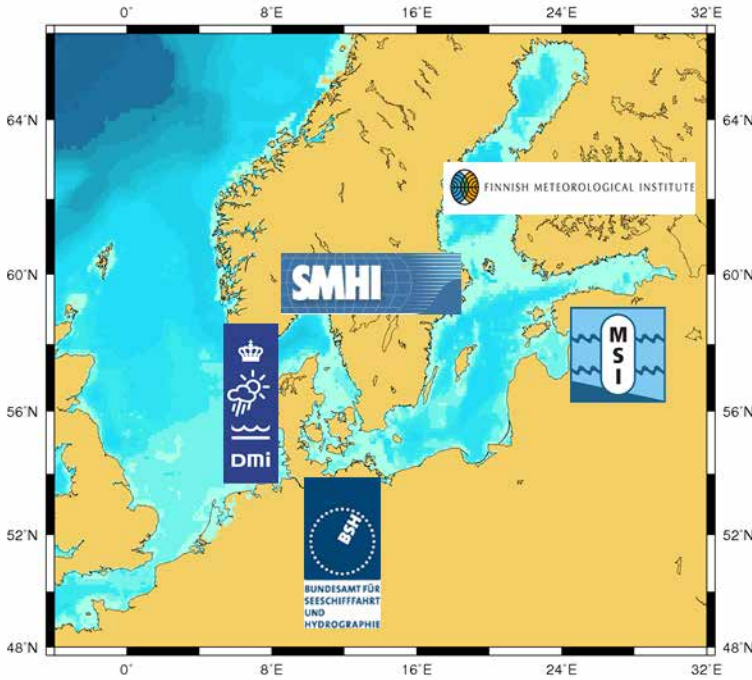 0° 8°E 16°E 24°E 32°E
64°N 64°N
FINNISH METEOROLOGICAL INSTITUTE
60°N 60°N
SMHI
M
S
I
56°N 56°N
DMi
52°N 52°N
BSH
BUNDESAMT FÜR
SEESCHIFFFAHRT
UND
HYDROGRAPHIE
48°N 48°N
0° 8°E 16°E 24°E 32°E